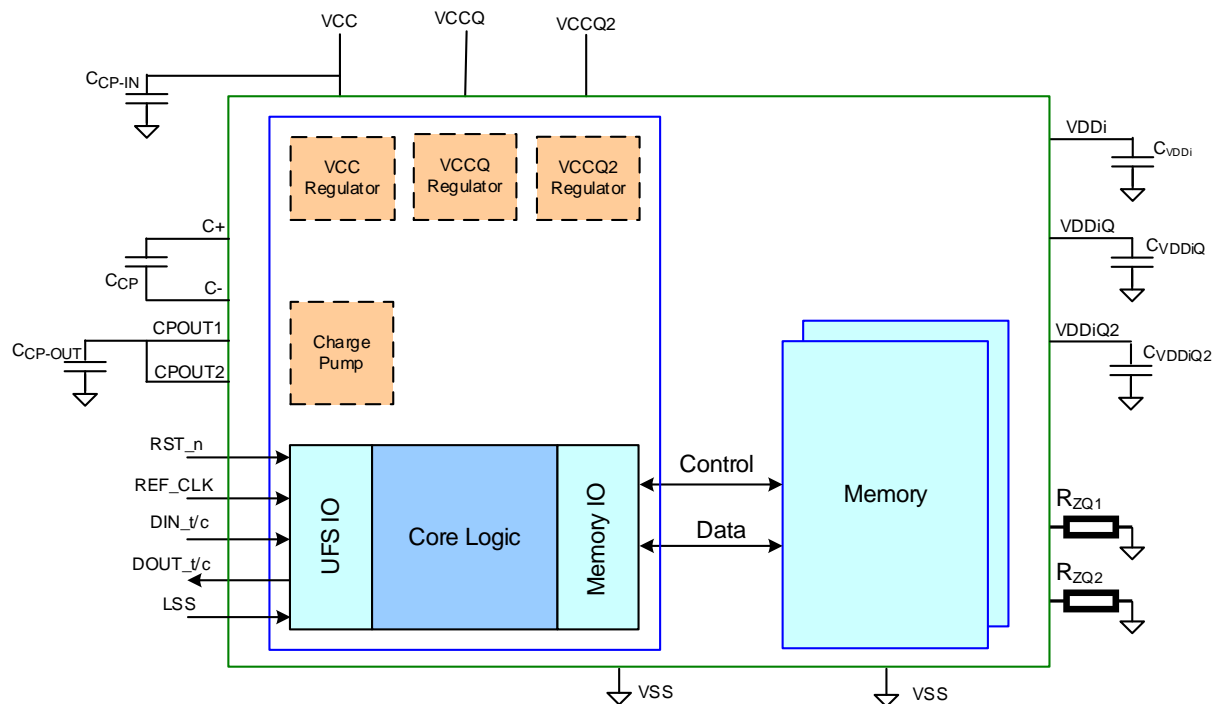 VCC
VCCQ
VCCQ2
CCP-IN
VDDi
CVDDi
VCC
Regulator
VCCQ
Regulator
VCCQ2
Regulator
C+
CCP
C-
VDDiQ
CVDDiQ
CPOUT1
CCP-OUT
CPOUT2
Charge
Pump
VDDiQ2
CVDDiQ2
RST_n
REF_CLK
DIN_t/c
DOUT_t/c
LSS
UFS IO
Core Logic
Memory IO
Control
Data
Memory
RZQ1
RZQ2
VSS
VSS